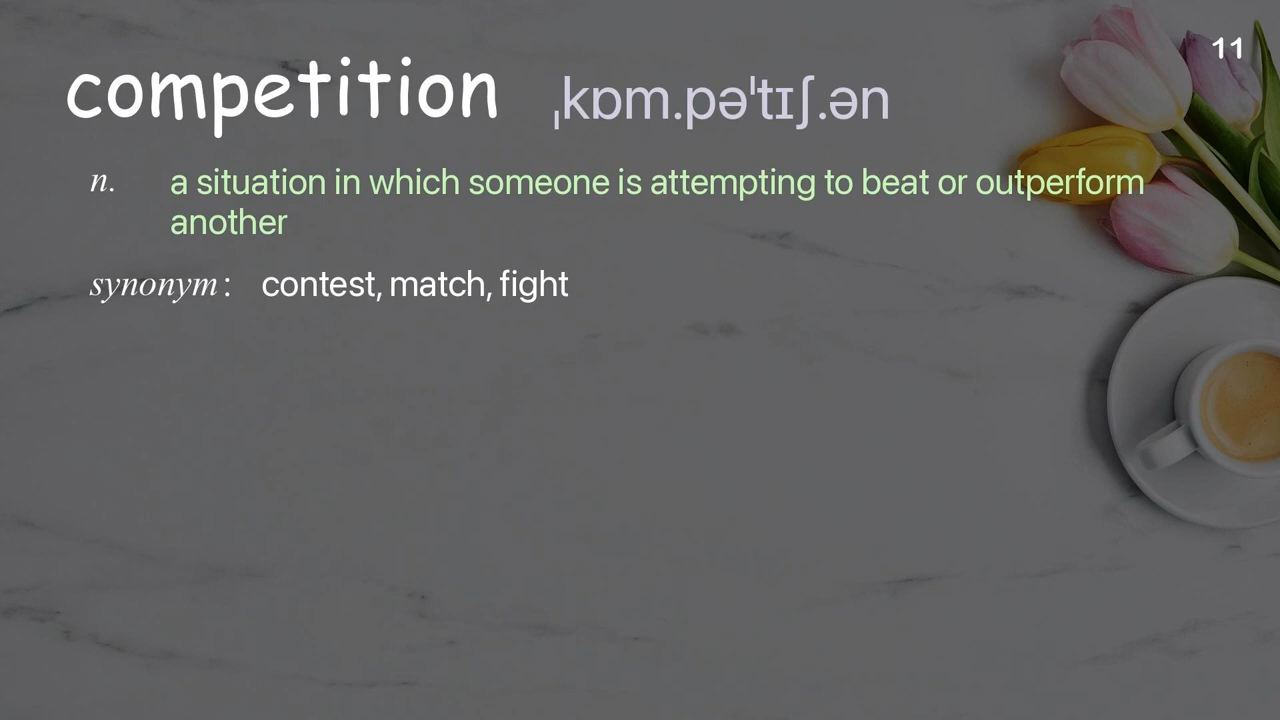 11
competition ˌkɒm.pəˈtɪʃ.ən
n. a situation in which someone is attempting to beat or outperform
another
synonym : contest, match, fight